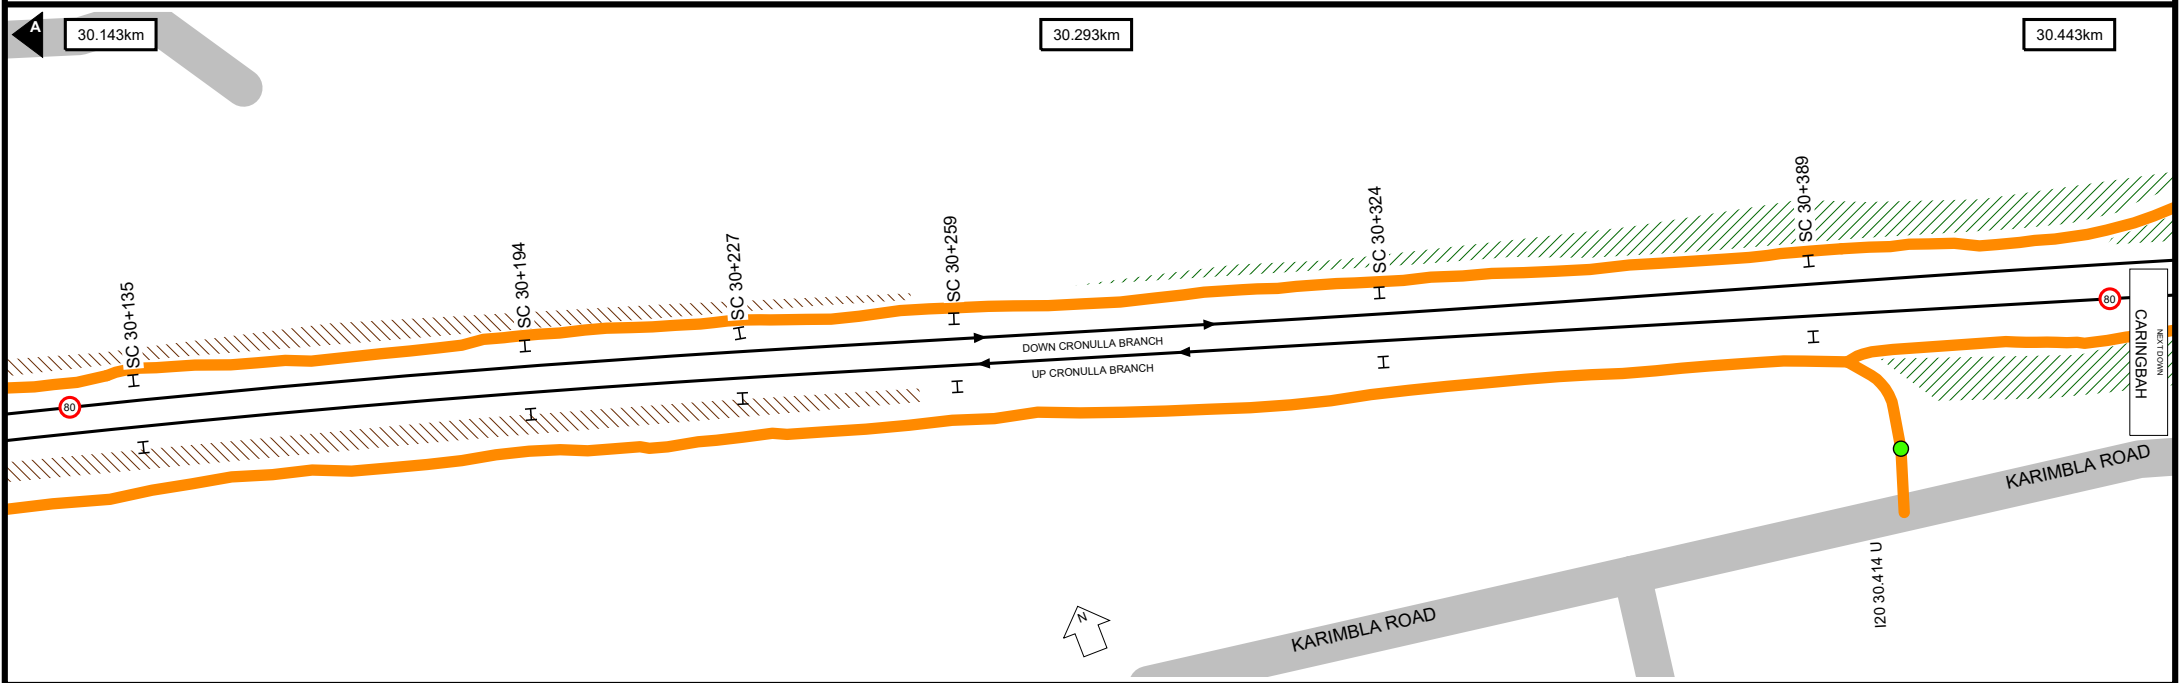 A
30.143km
30.293km
30.443km
SC 30+135
SC 30+194
SC 30+227
SC 30+259
SC 30+324
SC 30+389
80
DOWN CRONULLA BRANCH
UP CRONULLA BRANCH
80
CARINGBAH
NEXT DOWN
KARIMBLA ROAD
I20 30.414 U
N
KARIMBLA ROAD